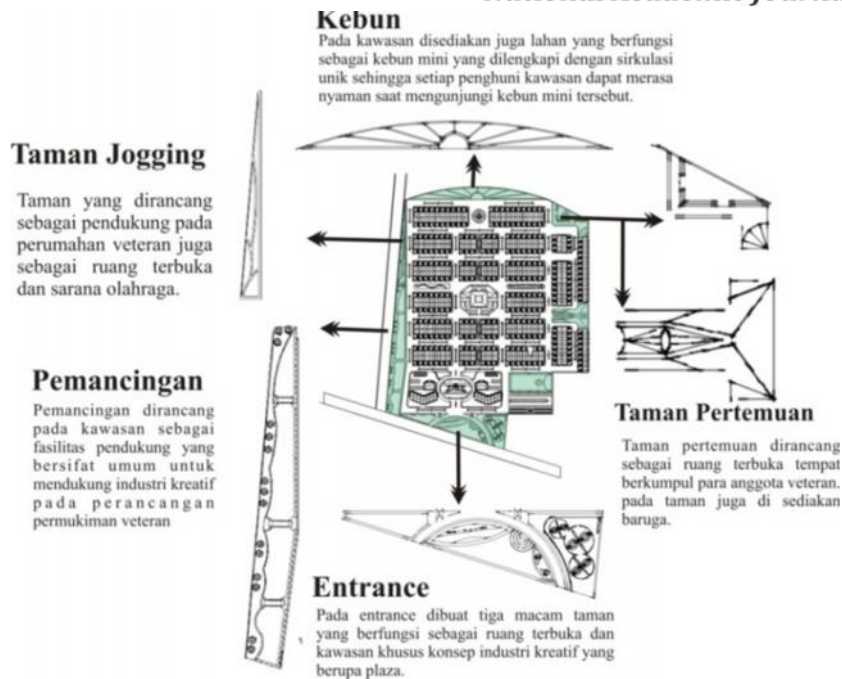 Kebun
Pada kawasan disediakan juga lahan yang berfungsi
sebagai kebun mini yang dilengkapi dengan sirkulasi
unik sehingga setiap penghuni kawasan dapat merasa
nyaman saat mengunjungi kebun mini tersebut.
Taman Jogging
Taman yang dirancang
sebagai pendukung pada
perumahan veteran juga
sebagai ruang terbuka
dan sarana olahraga.
Pemancingan
Pemancingan dirancang
pada kawasan sebagai
fasilitas pendukung yang
bersifat umum untuk
mendukung industri kreatif
pada perancangan
permukiman veteran
Taman Pertemuan
Taman pertemuan dirancang
sebagai ruang terbuka tempat
berkumpul para anggota veteran.
pada taman juga di sediakan
baruga.
Entrance
Pada entrance dibuat tiga macam taman
yang berfungsi sebagai ruang terbuka dan
kawasan khusus konsep industri kreatif yang
berupa plaza.